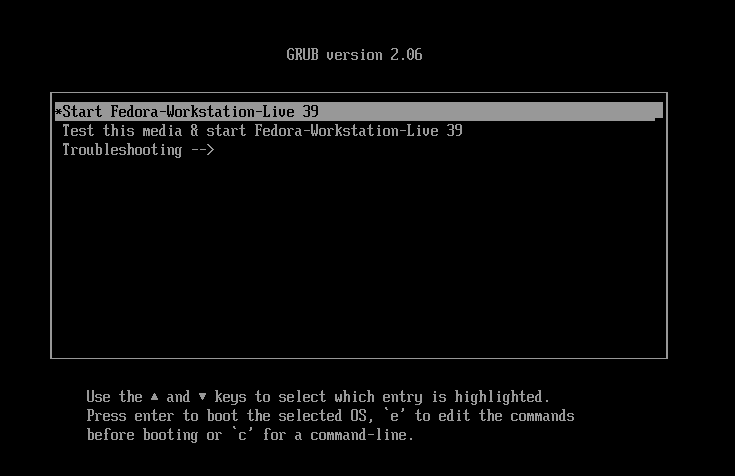 GRUB version 2.06
*Start Fedora-Workstation-Live 39
Test this media & start Fedora-Workstation-Live 39
Troubleshooting -->
Use the ▲ and ▼ keys to select which entry is highlighted.
Press enter to boot the selected OS, `e' to edit the commands
before booting or `c' for a command-line.